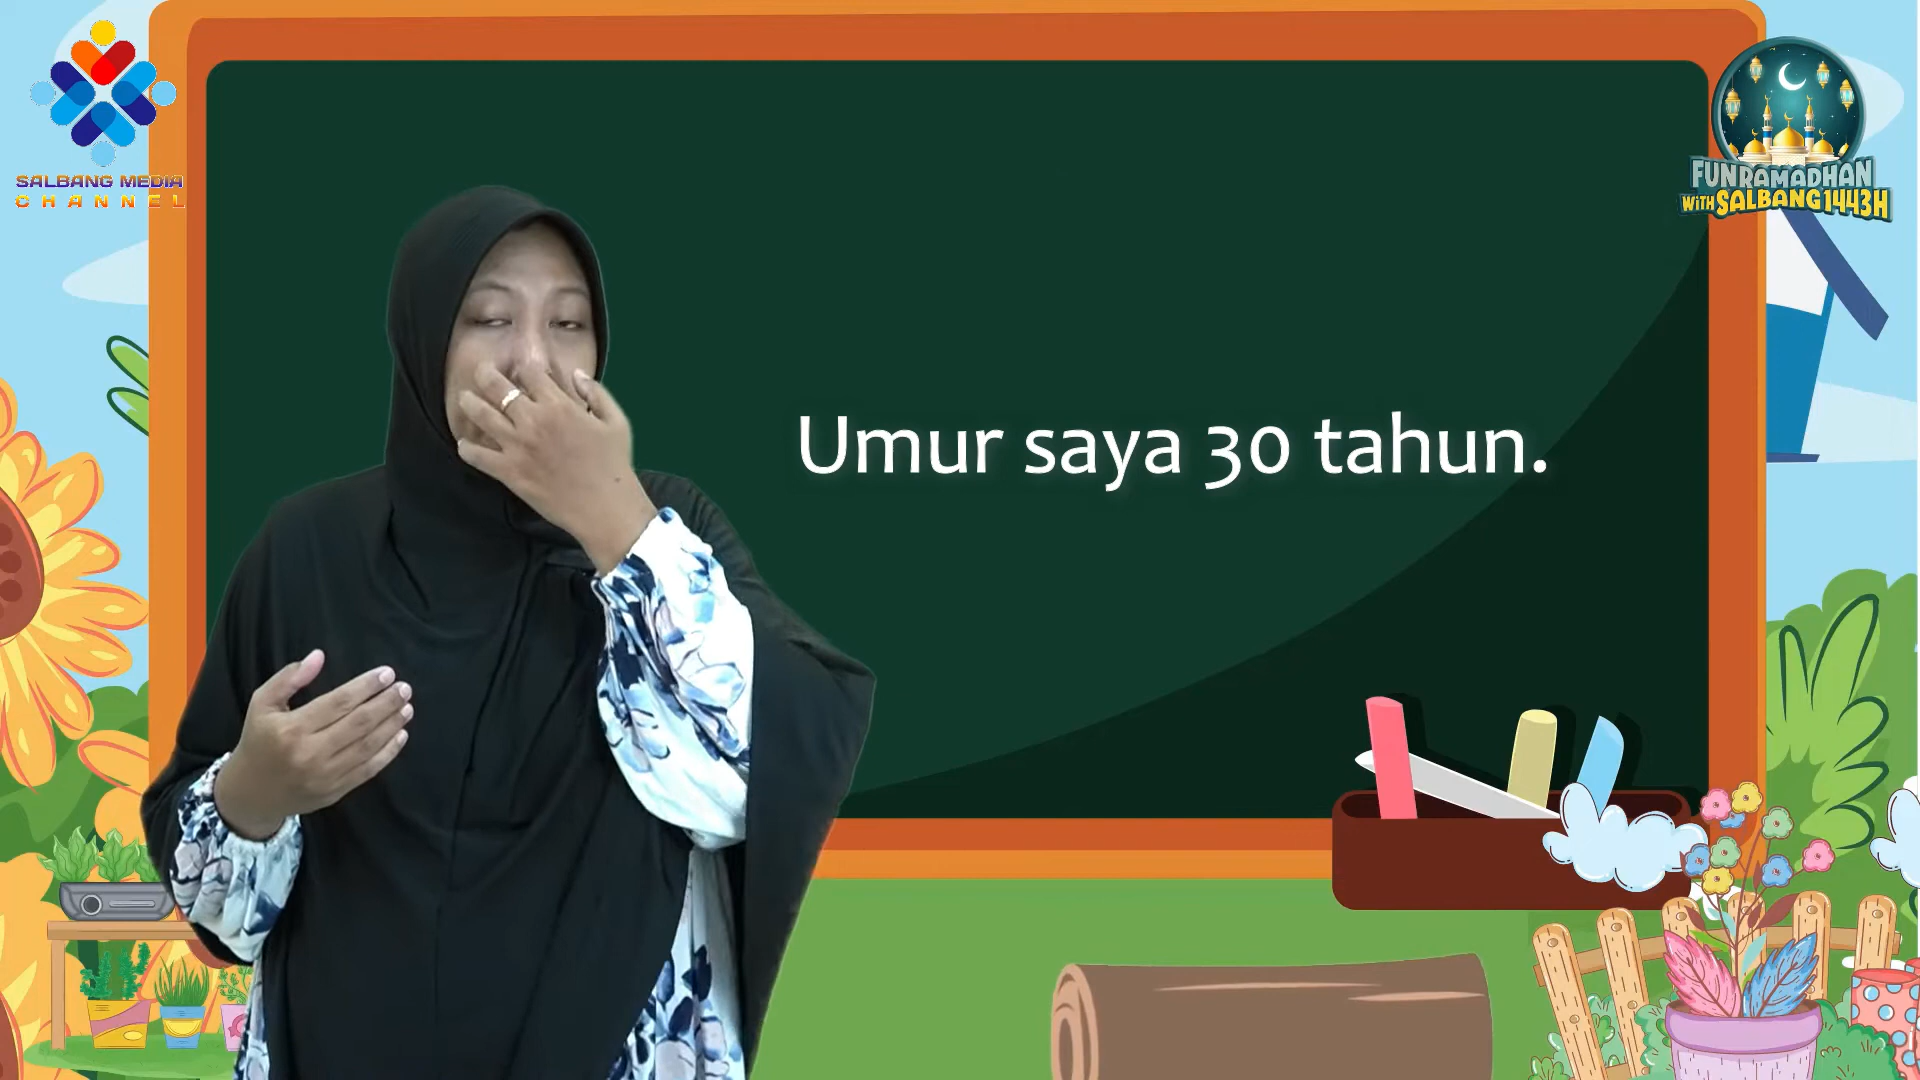 SALBANG MEDIA
CHANNEL
FUNRAMADHAN
WITH SALBANG 1443H
Umur saya 30 tahun.